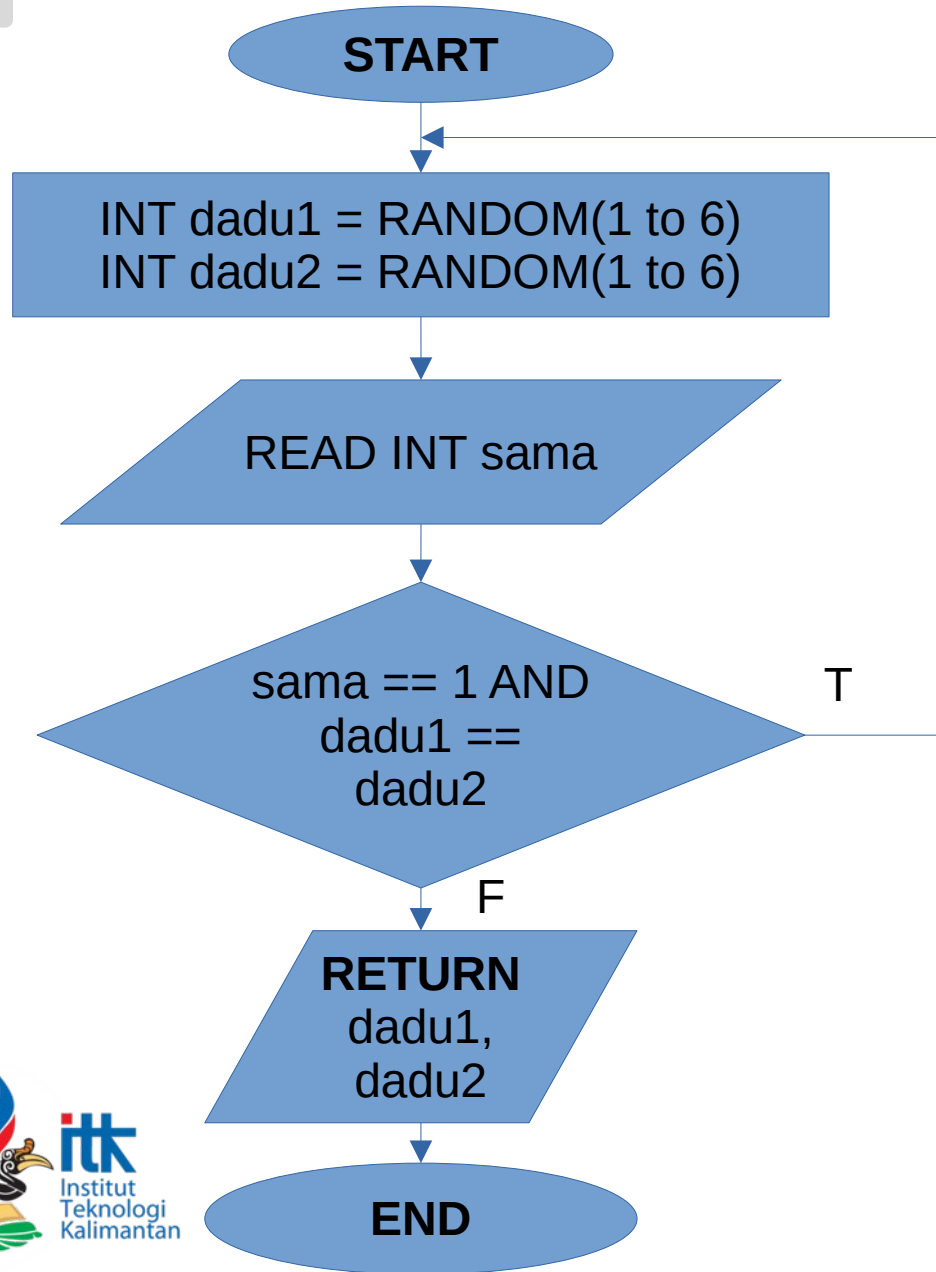 START
INT dadu1 = RANDOM(1 to 6)
INT dadu2 = RANDOM(1 to 6)
READ INT sama
sama == 1 AND
dadu1 ==
dadu2
T
F
RETURN
dadu1,
dadu2
END
itk
Institut
Teknologi
Kalimantan